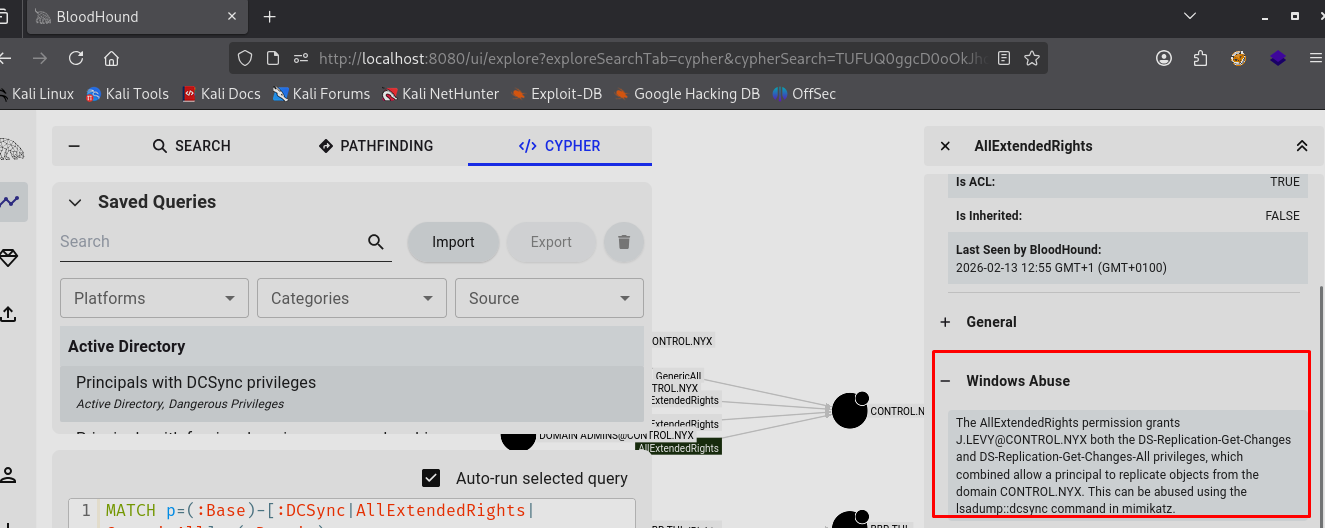 BloodHound
http://localhost:8080/ui/explore?exploreSearchTab=cypher&cypherSearch=TUFUQ0ggcD0oOkJh
Kali Linux Kali Tools Kali Docs Kali Forums Kali NetHunter Exploit-DB Google Hacking DB OffSec
SEARCH PATHFINDING CYPHER
Saved Queries
Search
Import Export
Platforms Categories Source
Active Directory
Principals with DCSync privileges
Active Directory, Dangerous Privileges
Auto-run selected query
1 MATCH p=(:Base)-[:DCSync|AllExtendedRights|
ONTROL.NYX
GenericAll
TROL.NYX
ExtendedRights
ExtendedRights
DOMAIN ADMINS@CONTROL.NYX
AllExtendedRights
CONTROL.N
AllExtendedRights
Is ACL: TRUE
Is Inherited: FALSE
Last Seen by BloodHound:
2026-02-13 12:55 GMT+1 (GMT+0100)
General
Windows Abuse
The AllExtendedRights permission grants
J.LEVY@CONTROL.NYX both the DS-Replication-Get-Changes
and DS-Replication-Get-Changes-All privileges, which
combined allow a principal to replicate objects from the
domain CONTROL.NYX. This can be abused using the
lsadump::dcsync command in mimikatz.